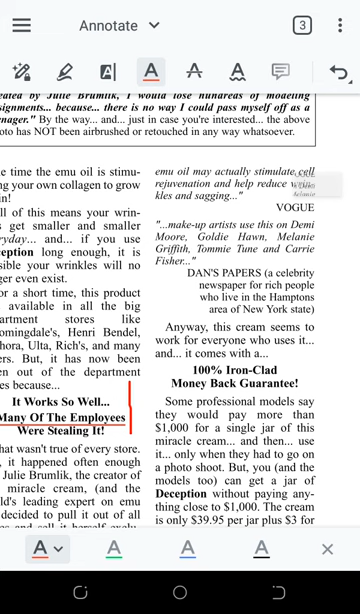 Annotate
3
eated by Julie Brumlik, I would lose hundreds of modeling
signments... because... there is no way I could pass myself off as a
enager." By the way... and... just in case you're interested... the above
oto has NOT been airbrushed or retouched in any way whatsoever.
e time the emu oil is stimu-
ng your own collagen to grow
in!
ll of this means your wrin-
s get smaller and smaller
eryday... and... if you use
ception long enough, it is
sible your wrinkles will no
ger even exist.
or a short time, this product
available in all the big
artment stores like
omingdale's, Henri Bendel,
hora, Ulta, Rich's, and many
ers. But, it has now been
en out of the department
es because...
It Works So Well...
Many Of The Employees
Were Stealing It!
hat wasn't true of every store.
, it happened often enough
Julie Brumlik, the creator of
miracle cream, (and the
ld's leading expert on emu
decided to pull it out of all
es and sell it herself exclu-
emu oil may actually stimulate cell
rejuvenation and help reduce wrin-
kles and sagging..."
VOGUE
"...make-up artists use this on Demi
Moore, Goldie Hawn, Melanie
Griffith, Tommie Tune and Carrie
Fisher..."
DAN'S PAPERS (a celebrity
newspaper for rich people
who live in the Hamptons
area of New York state)
Anyway, this cream seems to
work for everyone who uses it...
and... it comes with a...
100% Iron-Clad
Money Back Guarantee!
Some professional models say
they would pay more than
$1,000 for a single jar of this
miracle cream... and then... use
it... only when they had to go on
a photo shoot. But, you (and the
models too) can get a jar of
Deception without paying any-
thing close to $1,000. The cream
is only $39.95 per jar plus $3 for